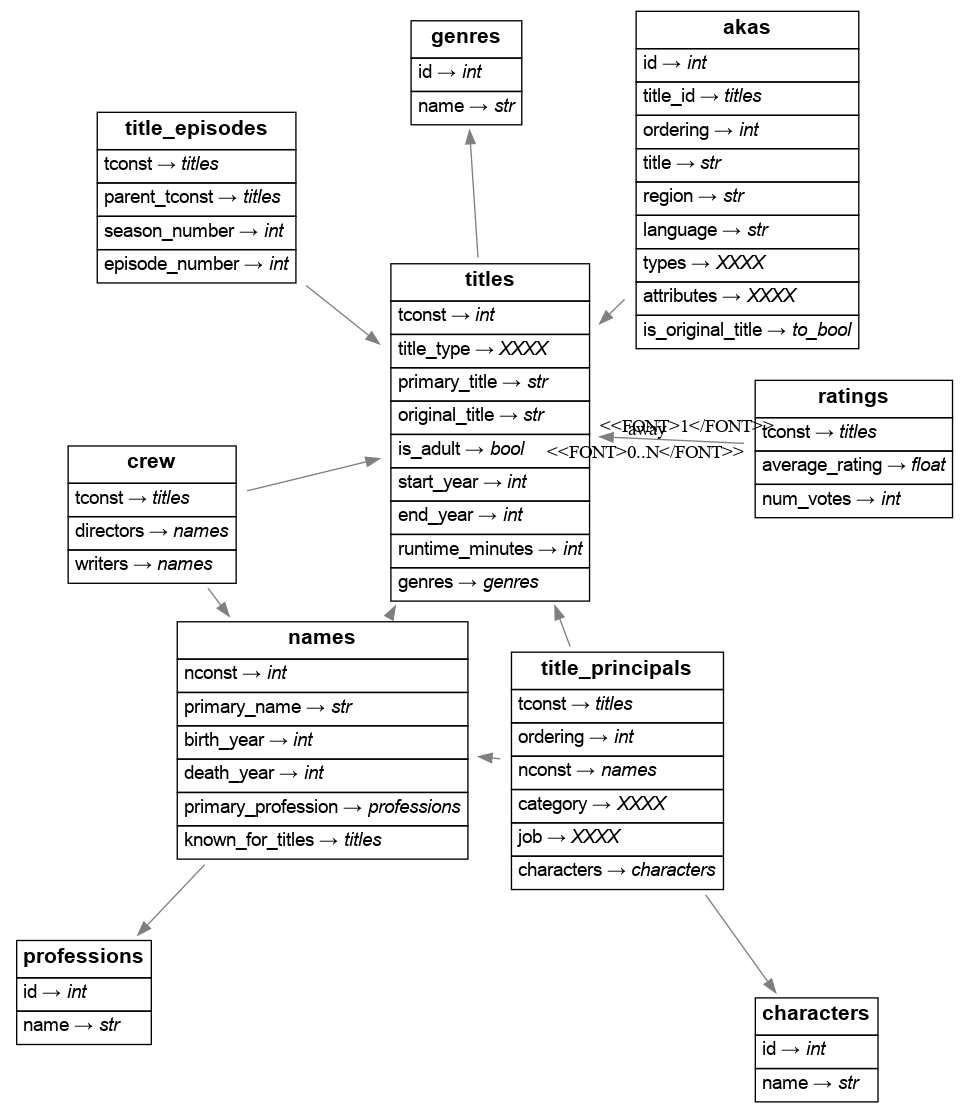 genres
id → int
name → str
akas
id → int
title_id → titles
ordering → int
title → str
region → str
language → str
types → XXXX
attributes → XXXX
is_original_title → to_bool
title_episodes
tconst → titles
parent_tconst → titles
season_number → int
episode_number → int
titles
tconst → int
title_type → XXXX
primary_title → str
original_title → str
is_adult → bool
start_year → int
end_year → int
runtime_minutes → int
genres → genres
<<FONT>1</FONT>>
away
<<FONT>0..N</FONT>>
ratings
tconst → titles
average_rating → float
num_votes → int
crew
tconst → titles
directors → names
writers → names
names
nconst → int
primary_name → str
birth_year → int
death_year → int
primary_profession → professions
known_for_titles → titles
title_principals
tconst → titles
ordering → int
nconst → names
category → XXXX
job → XXXX
characters → characters
professions
id → int
name → str
characters
id → int
name → str